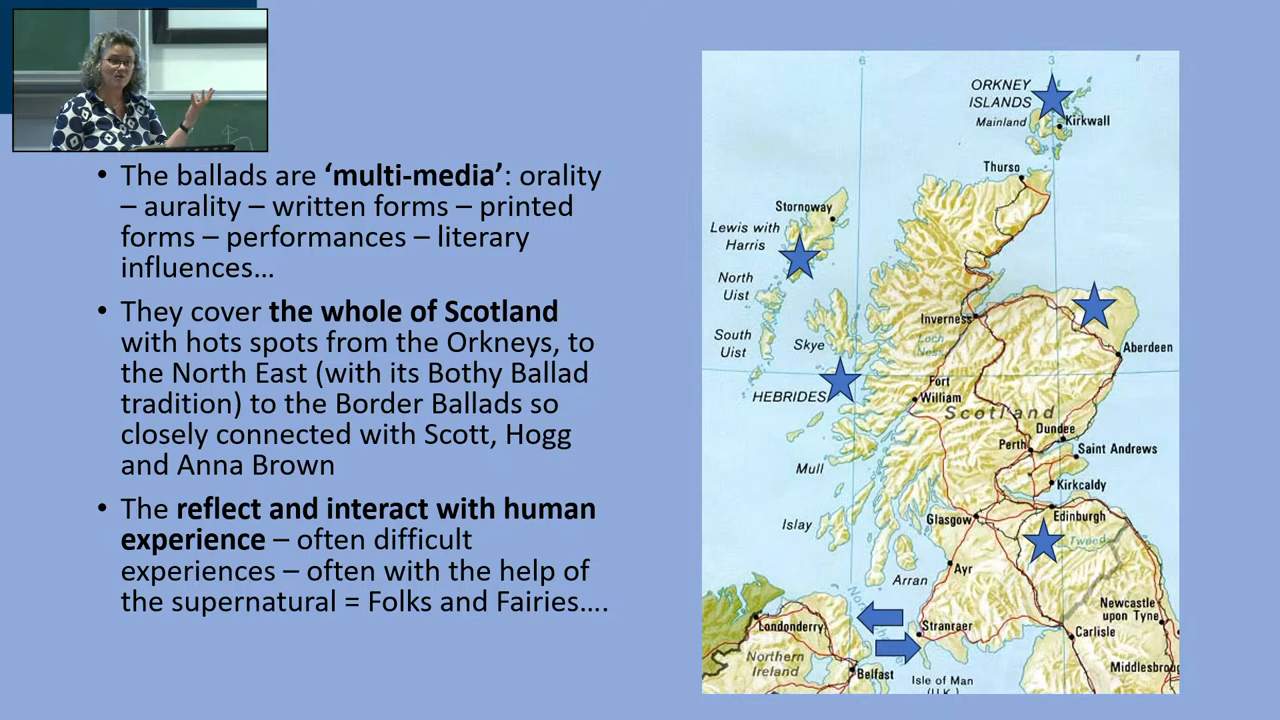 • The ballads are ‘multi-media’: orality
– aurality – written forms – printed
forms – performances – literary
influences…
• They cover the whole of Scotland
with hots spots from the Orkneys, to
the North East (with its Bothy Ballad
tradition) to the Border Ballads so
closely connected with Scott, Hogg
and Anna Brown
• The reflect and interact with human
experience – often difficult
experiences – often with the help of
the supernatural = Folks and Fairies….
6
3
ORKNEY
ISLANDS
Mainland
Kirkwall
Thurso
Stornoway
Lewis with
Harris
North
Uist
South
Uist
Skye
Inverness
Loch
Ness
Aberdeen
HEBRIDES
Fort
William
Scotland
Dundee
Perth
Saint Andrews
Mull
Kirkcaldy
Glasgow
Edinburgh
Islay
Tweed
Ayr
Arran
Newcastle
upon Tyne
Londonderry
Stranraer
Carlisle
Northern
Ireland
Belfast
Isle of Man
(U.K.)
Middlesbroug